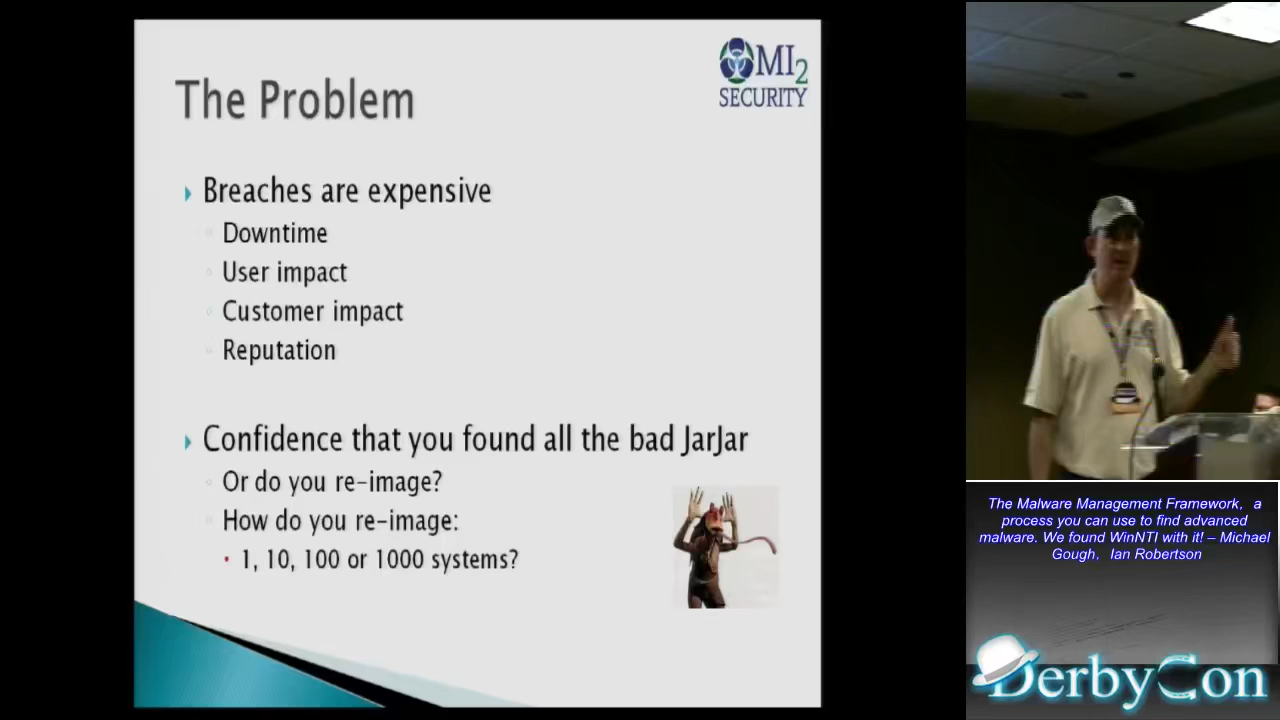 The Problem
MI2
SECURITY
Breaches are expensive
Downtime
User impact
Customer impact
Reputation
Confidence that you found all the bad JarJar
Or do you re-image?
How do you re-image:
1, 10, 100 or 1000 systems?
The Malware Management Framework, a
process you can use to find advanced
malware. We found WinNTI with it! – Michael
Gough, Ian Robertson
DerbyCon